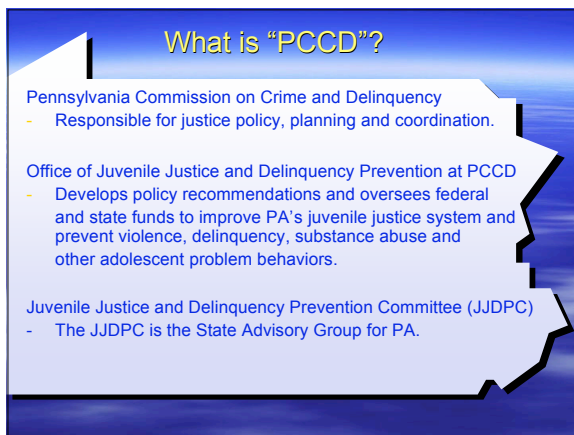 What is “PCCD”?
Pennsylvania Commission on Crime and Delinquency
- Responsible for justice policy, planning and coordination.
Office of Juvenile Justice and Delinquency Prevention at PCCD
- Develops policy recommendations and oversees federal
and state funds to improve PA’s juvenile justice system and
prevent violence, delinquency, substance abuse and
other adolescent problem behaviors.
Juvenile Justice and Delinquency Prevention Committee (JJDPC)
- The JJDPC is the State Advisory Group for PA.